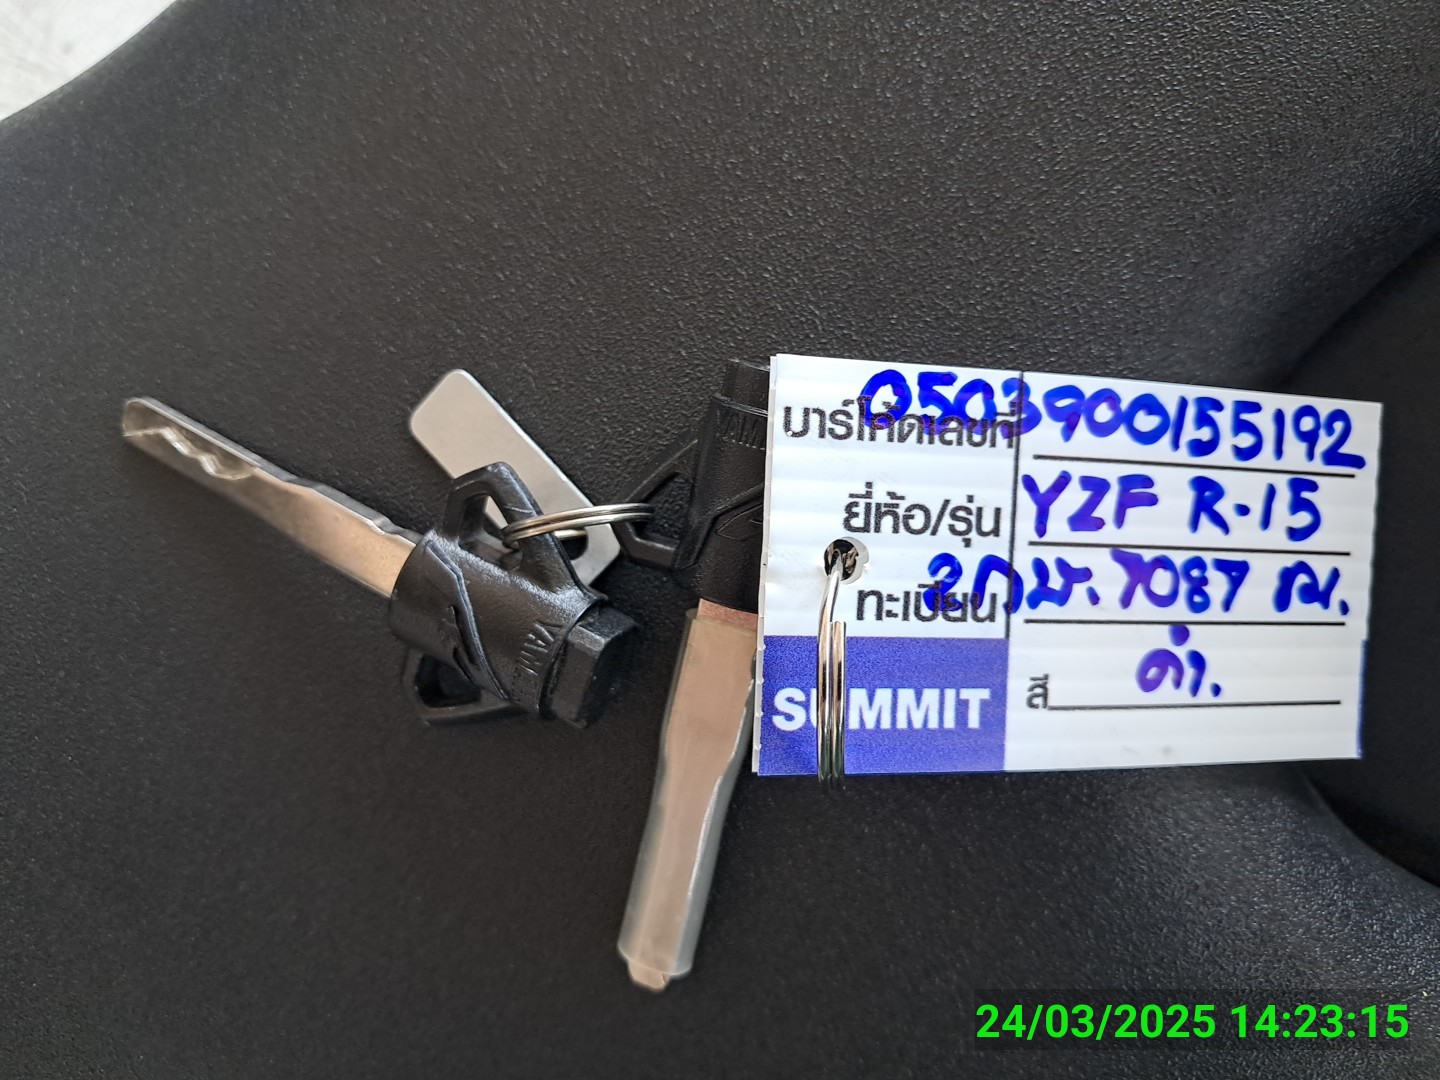 บาร์โค้ดเลขที่ 0503900155192
ยี่ห้อ/รุ่น YZF R-15
ทะเบียน 2กษ. 7087 ชม.
SUMMIT สี ดำ.
24/03/2025 14:23:15